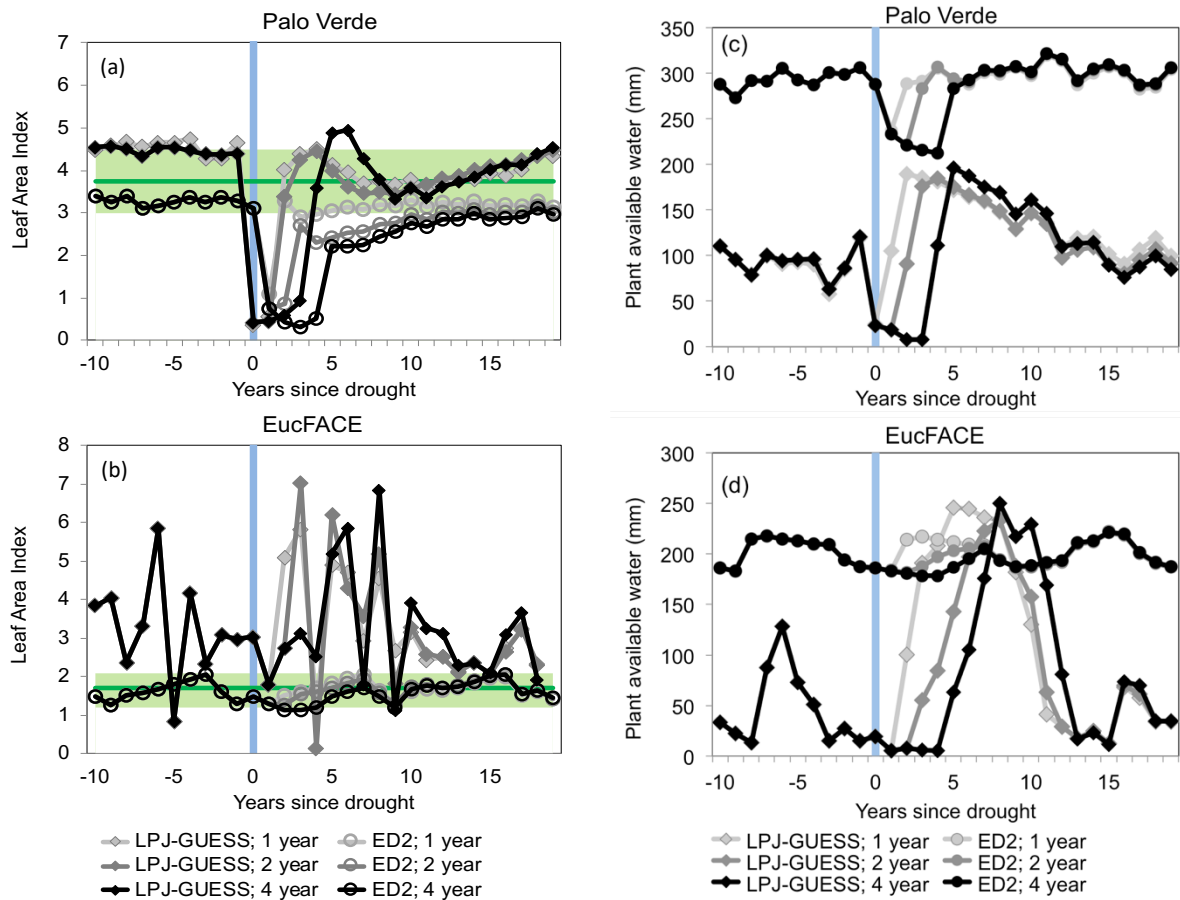 Palo Verde
(a)
Leaf Area Index
7
6
5
4
3
2
1
0
-10 -5 0 5 10 15
Years since drought
EucFACE
(b)
Leaf Area Index
8
7
6
5
4
3
2
1
0
-10 -5 0 5 10 15
Years since drought
LPJ-GUESS; 1 year ED2; 1 year
LPJ-GUESS; 2 year ED2; 2 year
LPJ-GUESS; 4 year ED2; 4 year
Palo Verde
(c)
Plant available water (mm)
350
300
250
200
150
100
50
0
-10 -5 0 5 10 15
Years since drought
EucFACE
(d)
Plant available water (mm)
300
250
200
150
100
50
0
-10 -5 0 5 10 15
Years since drought
LPJ-GUESS; 1 year ED2; 1 year
LPJ-GUESS; 2 year ED2; 2 year
LPJ-GUESS; 4 year ED2; 4 year